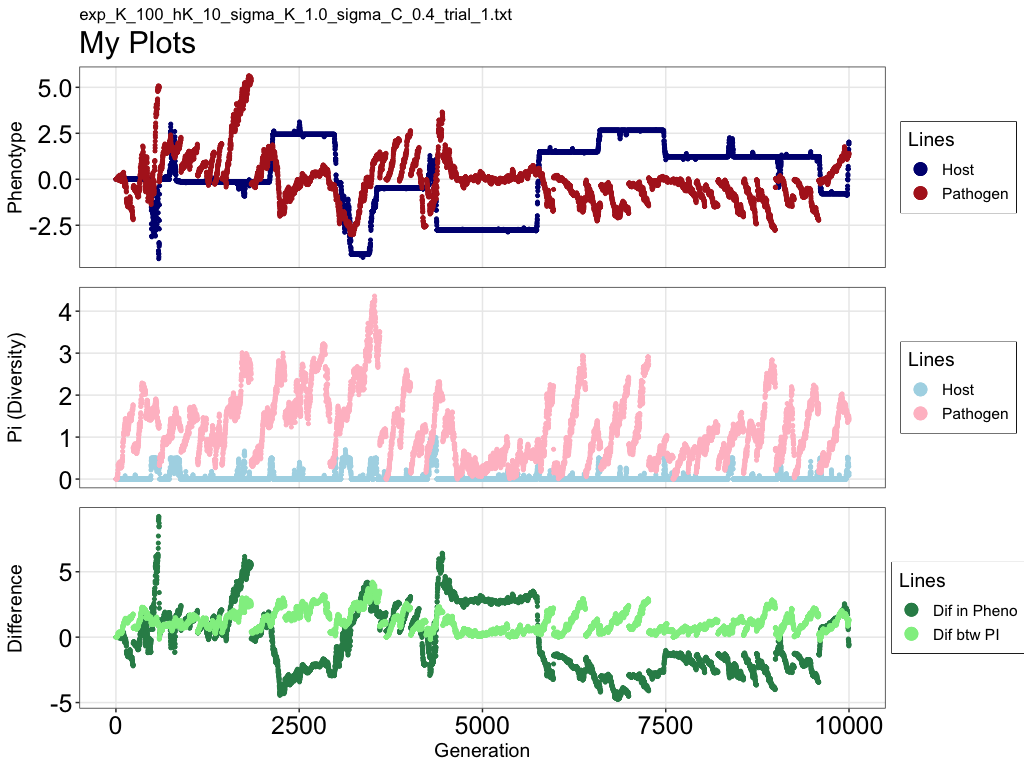 exp_K_100_hK_10_sigma_K_1.0_sigma_C_0.4_trial_1.txt
My Plots
Phenotype
5.0
2.5
0.0
-2.5
Lines
Host
Pathogen
Pi (Diversity)
4
3
2
1
0
Lines
Host
Pathogen
Difference
5
0
-5
Lines
Dif in Pheno
Dif btw PI
0
2500
5000
7500
10000
Generation